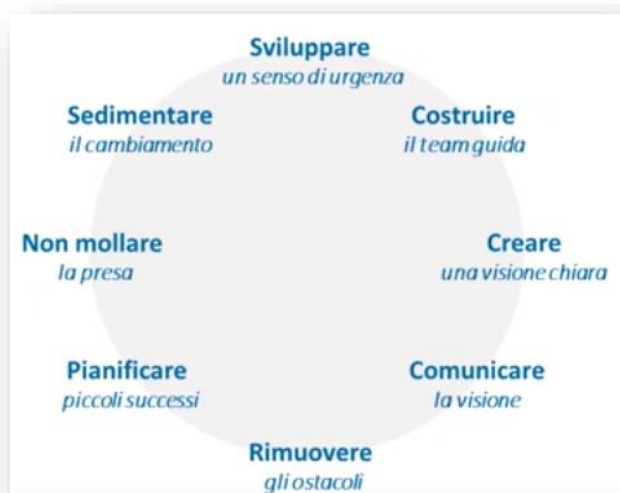 Sviluppare
un senso di urgenza
Costruire
il team guida
Creare
una visione chiara
Comunicare
la visione
Rimuovere
gli ostacoli
Pianificare
piccoli successi
Non mollare
la presa
Sedimentare
il cambiamento